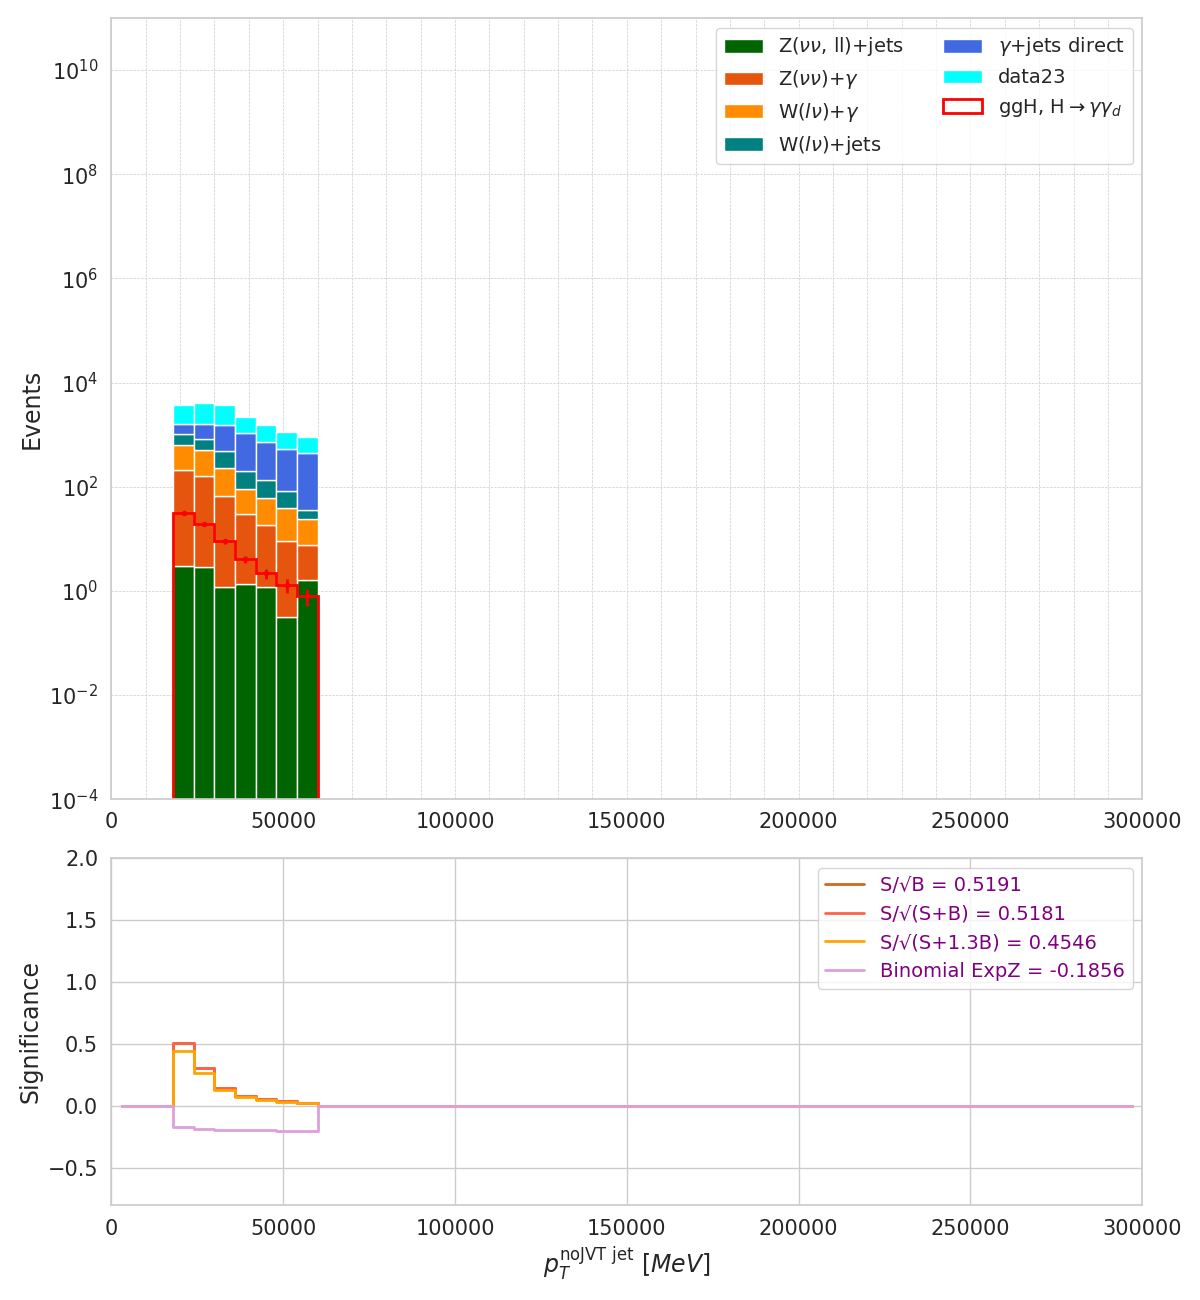 Z(νν, ll)+jets
Z(νν)+γ
W(lν)+γ
W(lν)+jets
γ+jets direct
data23
ggH, H→γγ_d
Events
10^10
10^8
10^6
10^4
10^2
10^0
10^−2
10^−4
0 50000 100000 150000 200000 250000 300000
S/√B = 0.5191
S/√(S+B) = 0.5181
S/√(S+1.3B) = 0.4546
Binomial ExpZ = -0.1856
Significance
2.0
1.5
1.0
0.5
0.0
−0.5
0 50000 100000 150000 200000 250000 300000
p_T^noJVT jet [MeV]